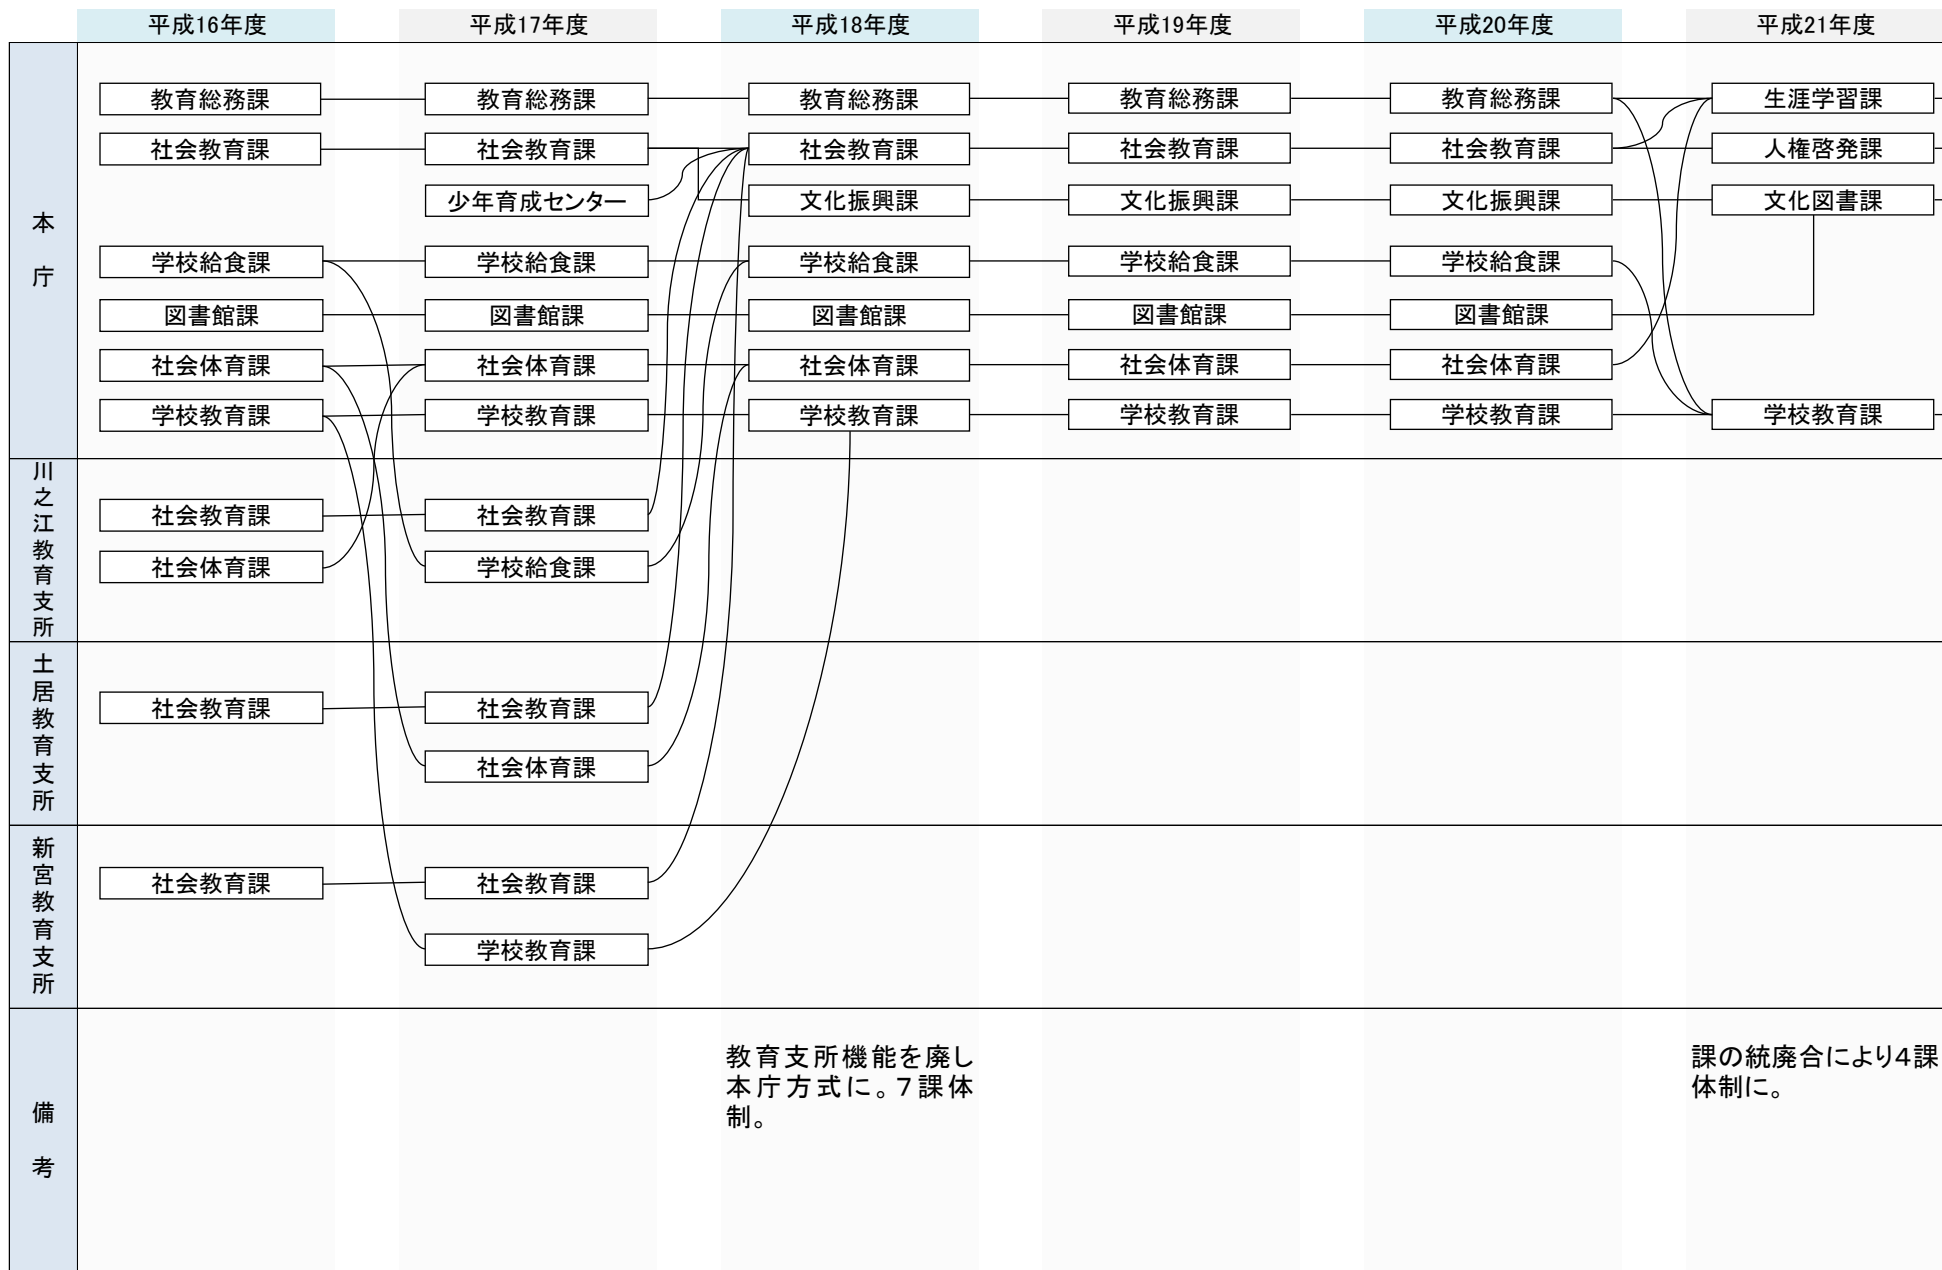 平成16年度 平成17年度 平成18年度 平成19年度 平成20年度 平成21年度
本庁
教育総務課 教育総務課 教育総務課 教育総務課 教育総務課 生涯学習課
社会教育課 社会教育課 社会教育課 社会教育課 社会教育課 人権啓発課
少年育成センター 文化振興課 文化振興課 文化振興課 文化図書課
学校給食課 学校給食課 学校給食課 学校給食課 学校給食課
図書館課 図書館課 図書館課 図書館課 図書館課
社会体育課 社会体育課 社会体育課 社会体育課 社会体育課
学校教育課 学校教育課 学校教育課 学校教育課 学校教育課 学校教育課
川之江教育支所
社会教育課 社会教育課
社会体育課 学校給食課
土居教育支所
社会教育課 社会教育課
社会体育課
新宮教育支所
社会教育課 社会教育課
学校教育課
備考
教育支所機能を廃し
本庁方式に。７課体
制。
課の統廃合により4課
体制に。